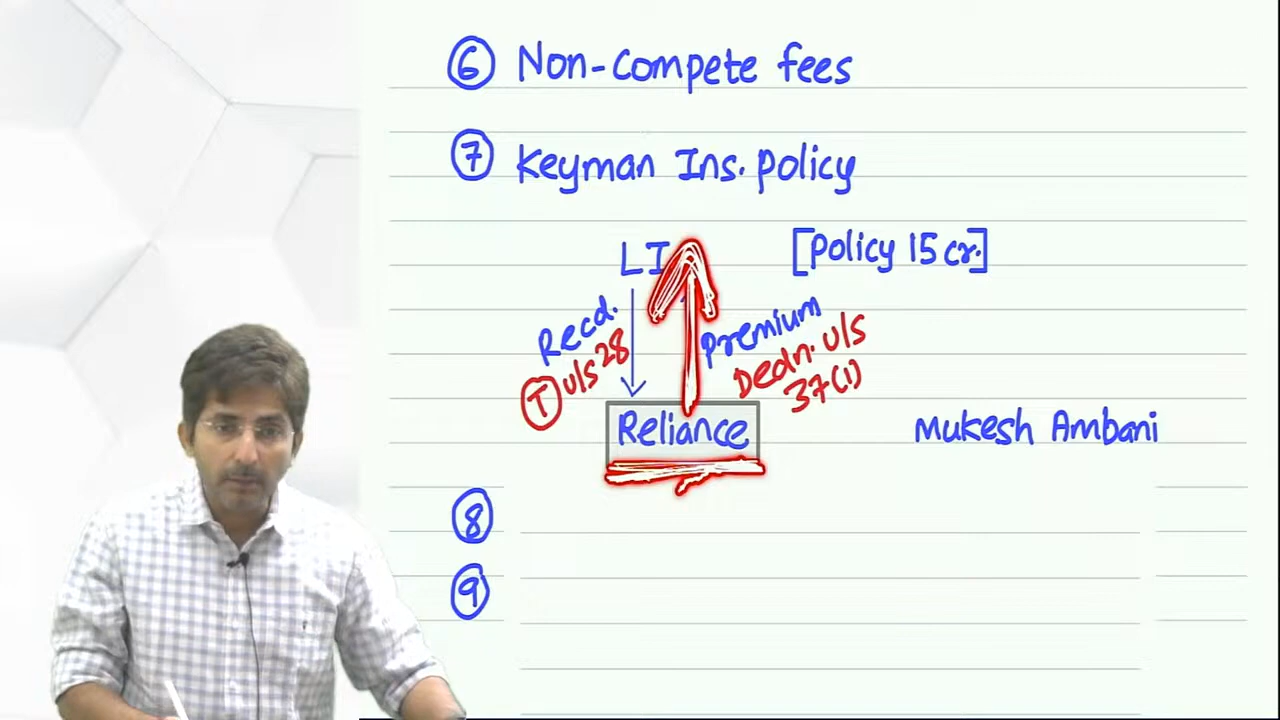 ⑥ Non-Compete fees
⑦ Keyman Ins. policy
LI
[Policy 15 cr.]
Recd.
Ⓣ u/s 28
Premium
Dedn. u/s
37(1)
Reliance
Mukesh Ambani
⑧
⑨